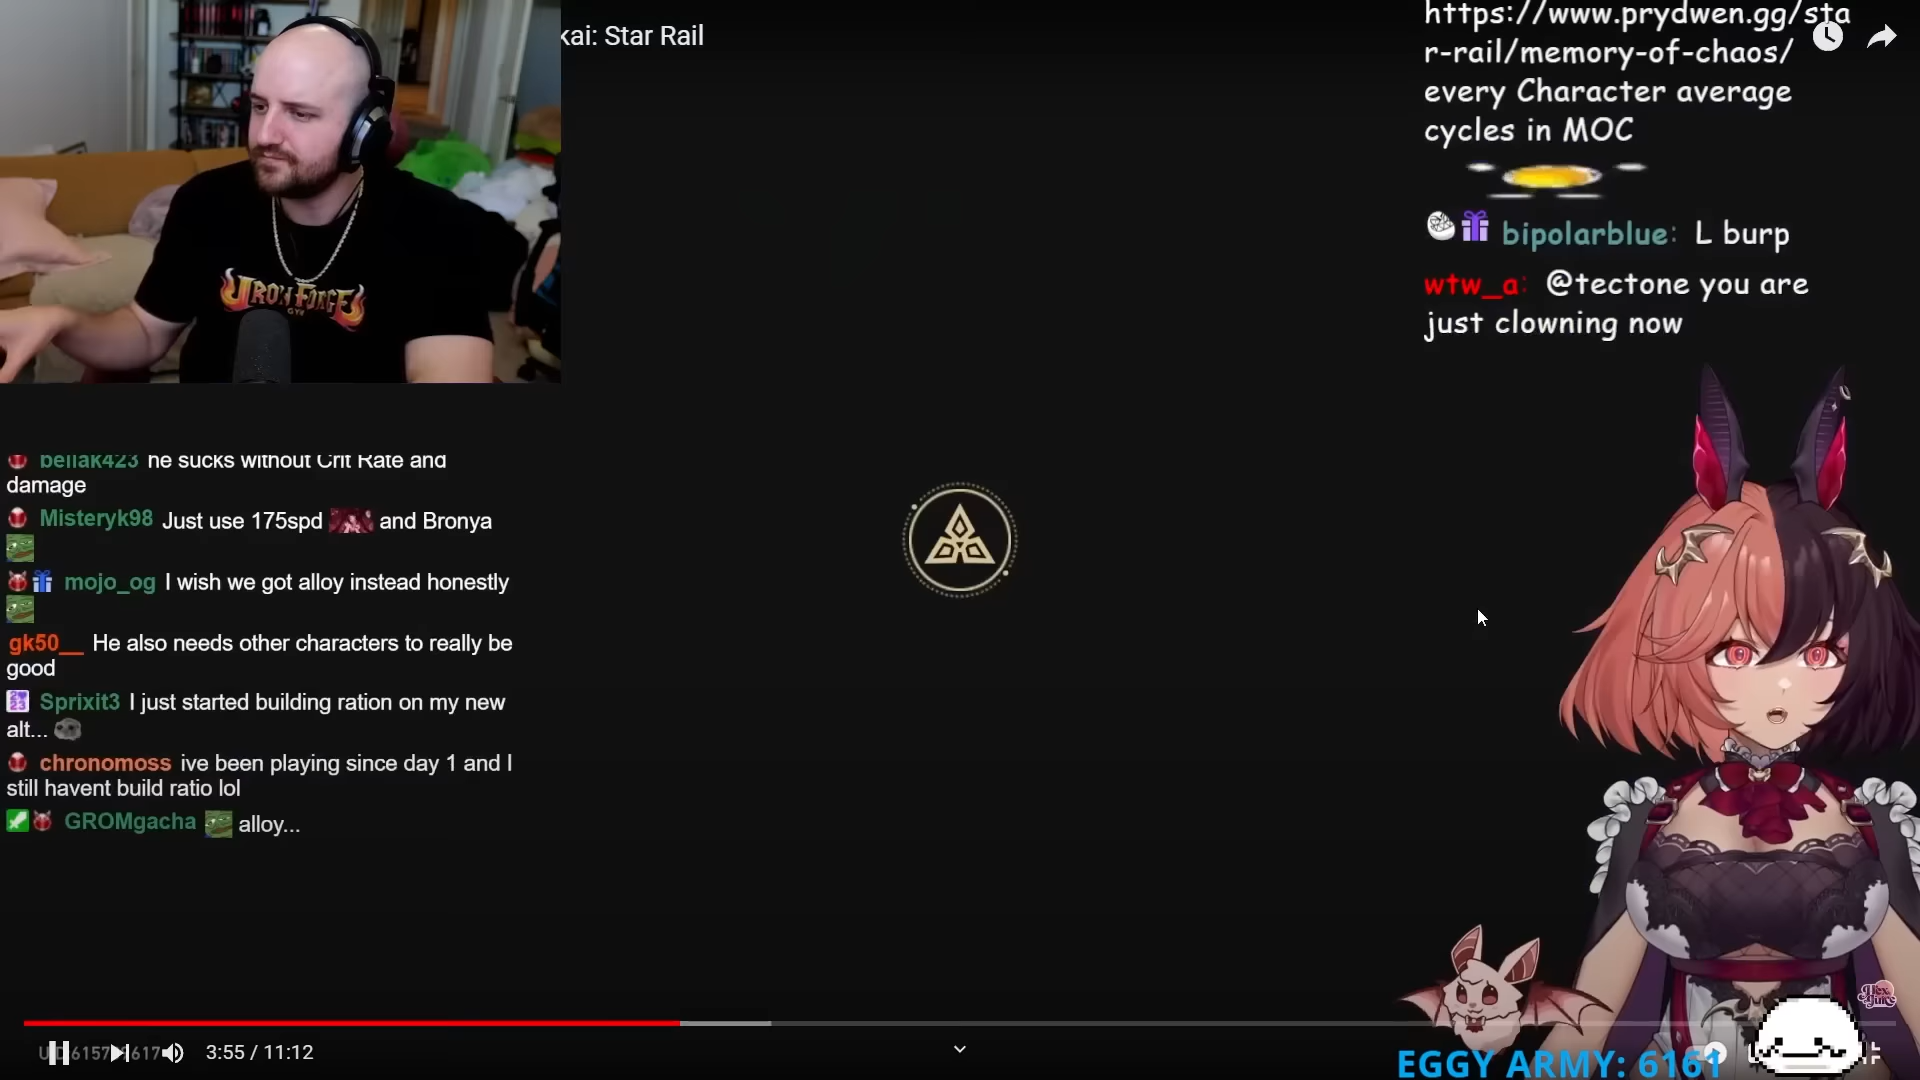 kai: Star Rail
https://www.prydwen.gg/sta
r-rail/memory-of-chaos/
every Character average
cycles in MOC
bipolarblue: L burp
wtw_a: @tectone you are
just clowning now
IRON FORGE
GYM
bellak423 he sucks without Crit Rate and
damage
Misteryk98 Just use 175spd and Bronya
mojo_og I wish we got alloy instead honestly
gk50__ He also needs other characters to really be
good
Sprixit3 I just started building ration on my new
alt...
chronomoss ive been playing since day 1 and I
still havent build ratio lol
GROMgacha alloy...
3:55 / 11:12
EGGY ARMY: 6161